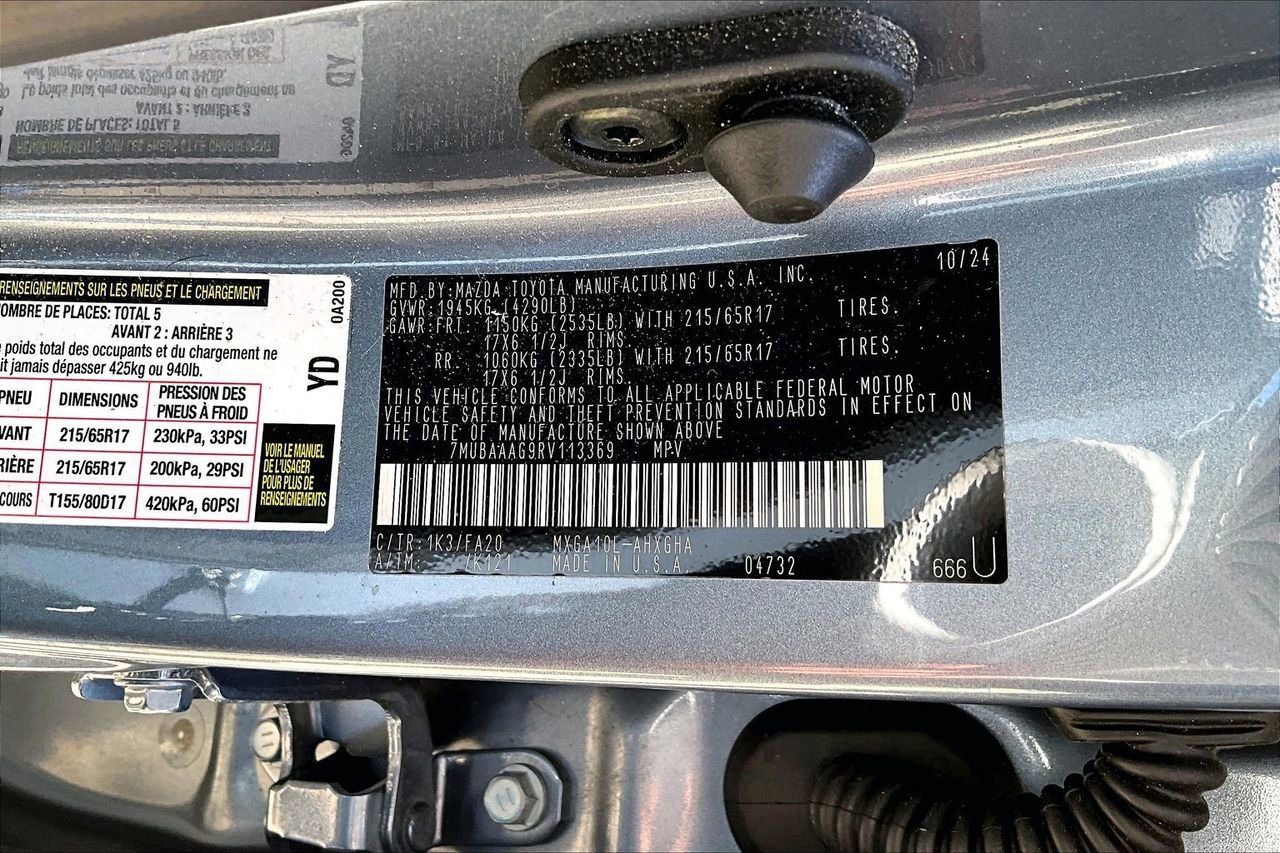 RENSEIGNEMENTS SUR LES PNEUS ET LE CHARGEMENT
NOMBRE DE PLACES: TOTAL 5
AVANT 2 : ARRIÈRE 3
poids total des occupants et du chargement ne
jamais dépasser 425kg ou 940lb.
0A200
YD
PNEU DIMENSIONS PRESSION DES PNEUS À FROID
VANT 215/65R17 230kPa, 33PSI
RIÈRE 215/65R17 200kPa, 29PSI
COURS T155/80D17 420kPa, 60PSI
VOIR LE MANUEL
DE L'USAGER
POUR PLUS DE
RENSEIGNEMENTS
10/24
MFD.BY:MAZDA TOYOTA MANUFACTURING U.S.A. INC.
GVWR:1945KG (4290LB)
GAWR:FRT. 1150KG (2535LB) WITH 215/65R17 TIRES.
17X6 1/2J RIMS.
RR. 1060KG (2335LB) WITH 215/65R17 TIRES.
17X6 1/2J RIMS.
THIS VEHICLE CONFORMS TO ALL APPLICABLE FEDERAL MOTOR
VEHICLE SAFETY AND THEFT PREVENTION STANDARDS IN EFFECT ON
THE DATE OF MANUFACTURE SHOWN ABOVE
7MUBAAAG9RV113369 MPV
C/TR:1K3/FA20 MXGA10L-AHXGHA
A/TM: /K121 MADE IN U.S.A. 04732
666U